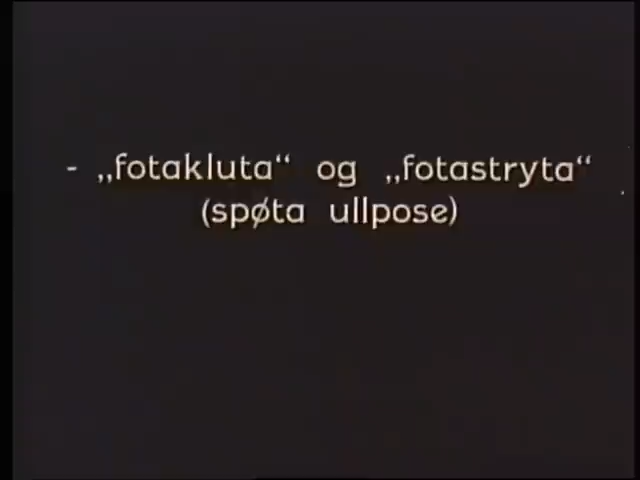 - „fotakluta“ og „fotastryta“
(spøta ullpose)